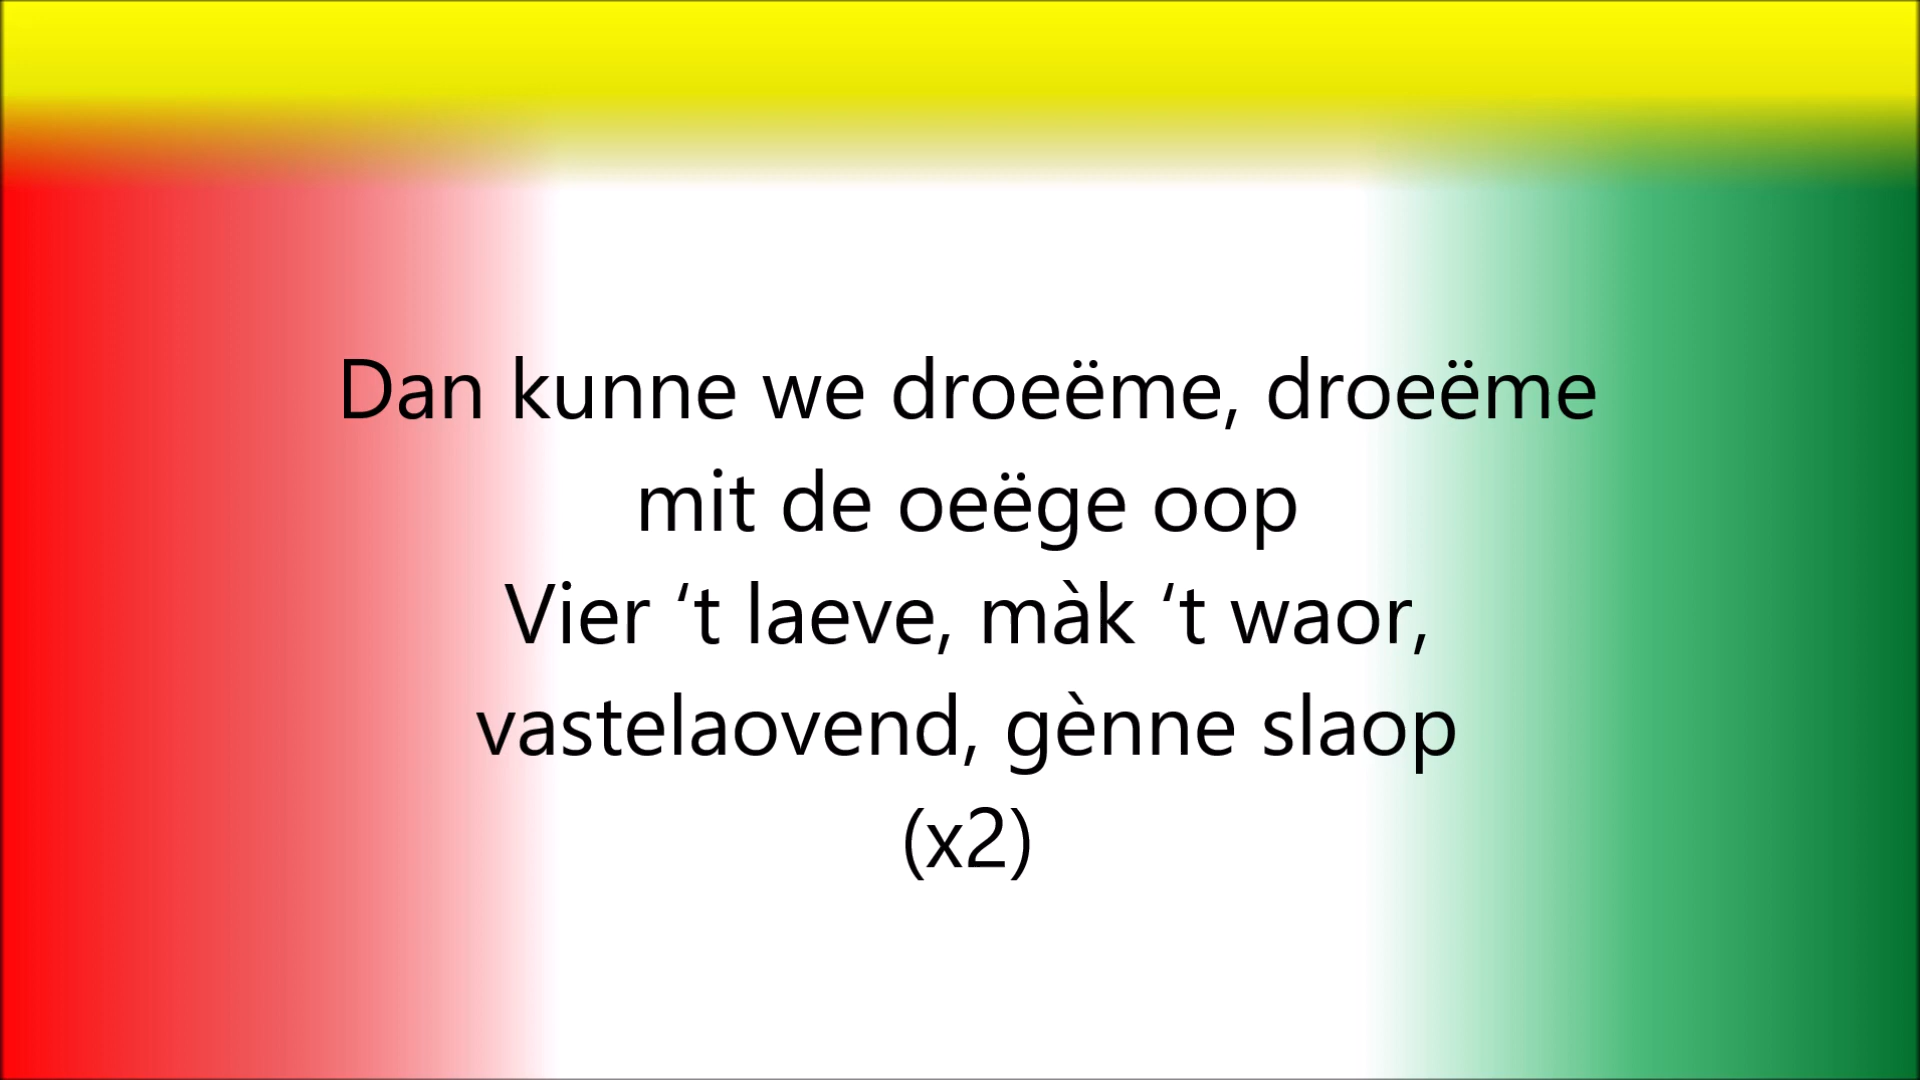 Dan kunne we droeëme, droeëme
mit de oeëge oop
Vier ‘t laeve, màk ‘t waor,
vastelaovend, gènne slaop
(x2)